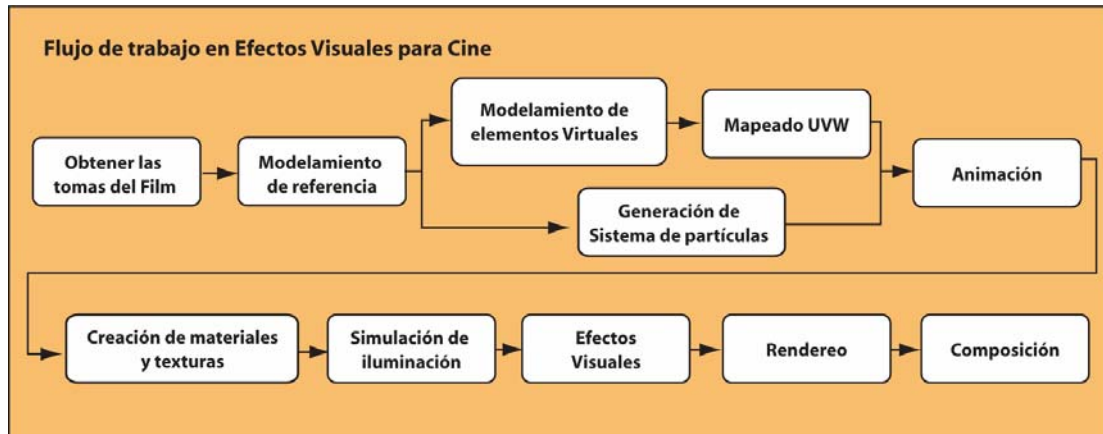 Flujo de trabajo en Efectos Visuales para Cine
Obtener las
tomas del Film
Modelamiento
de referencia
Modelamiento de
elementos Virtuales
Mapeado UVW
Generación de
Sistema de partículas
Animación
Creación de materiales
y texturas
Simulación de
iluminación
Efectos
Visuales
Rendereo
Composición